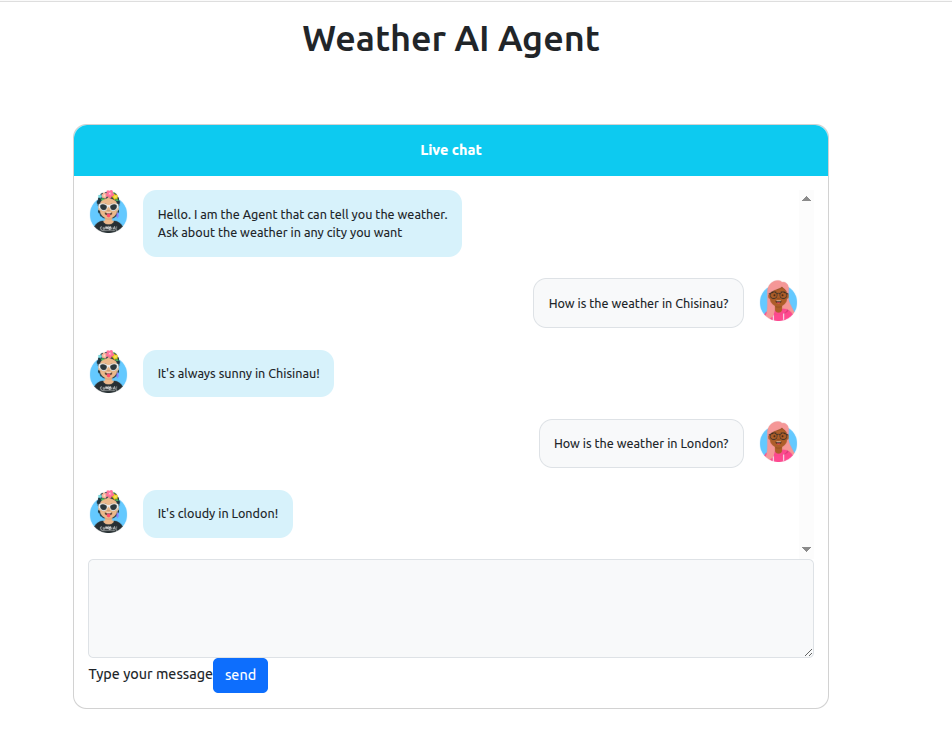 Weather AI Agent
Live chat
Hello. I am the Agent that can tell you the weather.
Ask about the weather in any city you want
How is the weather in Chisinau?
It's always sunny in Chisinau!
How is the weather in London?
It's cloudy in London!
Type your message
send